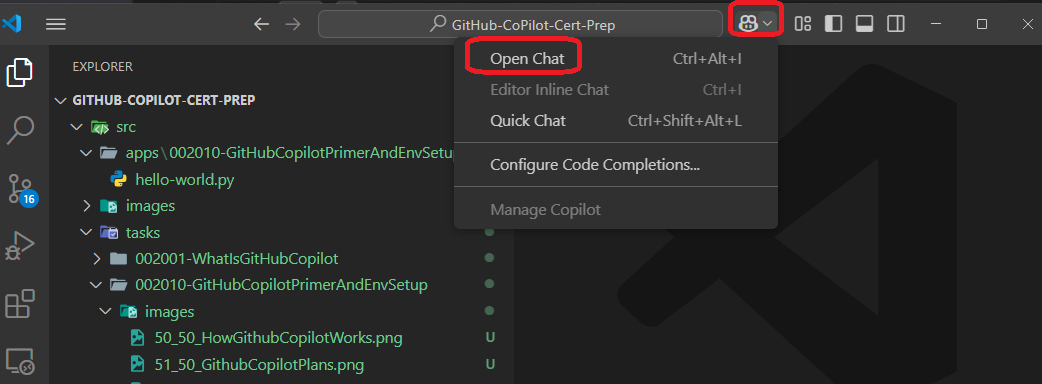 GitHub-CoPilot-Cert-Prep
EXPLORER
Open Chat Ctrl+Alt+I
Editor Inline Chat Ctrl+I
Quick Chat Ctrl+Shift+Alt+L
Configure Code Completions...
Manage Copilot
GITHUB-COPILOT-CERT-PREP
src
apps\002010-GitHubCopilotPrimerAndEnvSetup
hello-world.py
images
tasks
002001-WhatIsGitHubCopilot
002010-GitHubCopilotPrimerAndEnvSetup
images
50_50_HowGithubCopilotWorks.png U
51_50_GithubCopilotPlans.png U
16